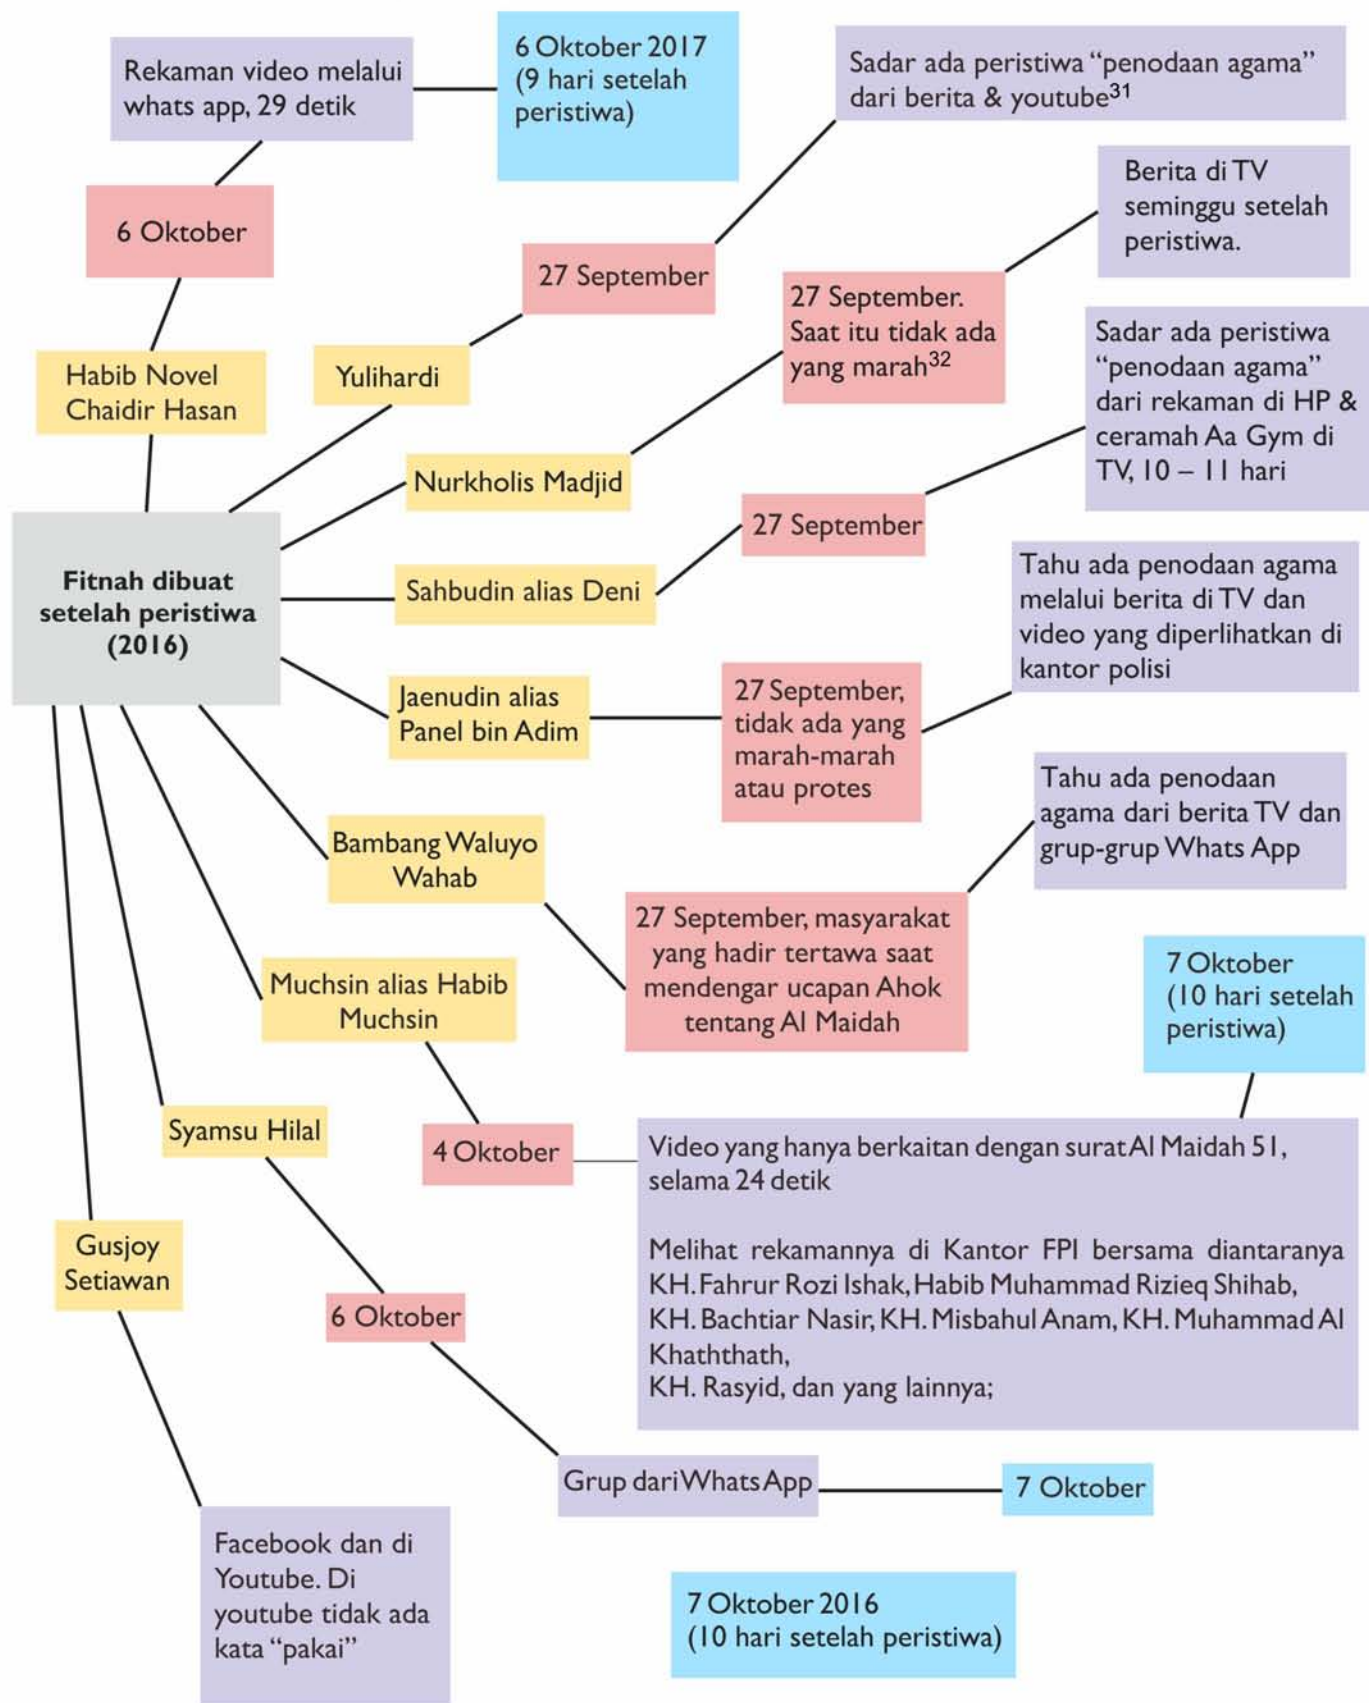 Rekaman video melalui
whats app, 29 detik
6 Oktober 2017
(9 hari setelah
peristiwa)
Sadar ada peristiwa “penodaan agama”
dari berita & youtube31
Berita di TV
seminggu setelah
peristiwa.
6 Oktober
27 September
27 September.
Saat itu tidak ada
yang marah32
Sadar ada peristiwa
“penodaan agama”
dari rekaman di HP &
ceramah Aa Gym di
TV, 10 – 11 hari
Habib Novel
Chaidir Hasan
Yulihardi
Nurkholis Madjid
27 September
Fitnah dibuat
setelah peristiwa
(2016)
Sahbudin alias Deni
Tahu ada penodaan agama
melalui berita di TV dan
video yang diperlihatkan di
kantor polisi
Jaenudin alias
Panel bin Adim
27 September,
tidak ada yang
marah-marah
atau protes
Tahu ada penodaan
agama dari berita TV dan
grup-grup Whats App
Bambang Waluyo
Wahab
27 September, masyarakat
yang hadir tertawa saat
mendengar ucapan Ahok
tentang Al Maidah
7 Oktober
(10 hari setelah
peristiwa)
Muchsin alias Habib
Muchsin
Syamsu Hilal
4 Oktober
Video yang hanya berkaitan dengan surat Al Maidah 51,
selama 24 detik
Melihat rekamannya di Kantor FPI bersama diantaranya
KH. Fahrur Rozi Ishak, Habib Muhammad Rizieq Shihab,
KH. Bachtiar Nasir, KH. Misbahul Anam, KH. Muhammad Al
Khaththath,
KH. Rasyid, dan yang lainnya;
Gusjoy
Setiawan
6 Oktober
Grup dari Whats App
7 Oktober
Facebook dan di
Youtube. Di
youtube tidak ada
kata “pakai”
7 Oktober 2016
(10 hari setelah peristiwa)